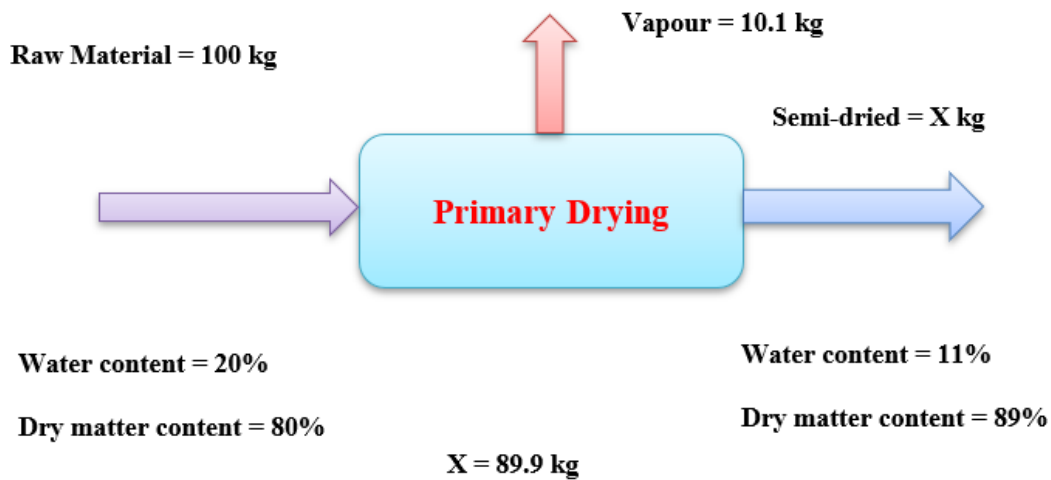 Vapour = 10.1 kg
Raw Material = 100 kg
Semi-dried = X kg
Primary Drying
Water content = 20%
Water content = 11%
Dry matter content = 80%
Dry matter content = 89%
X = 89.9 kg